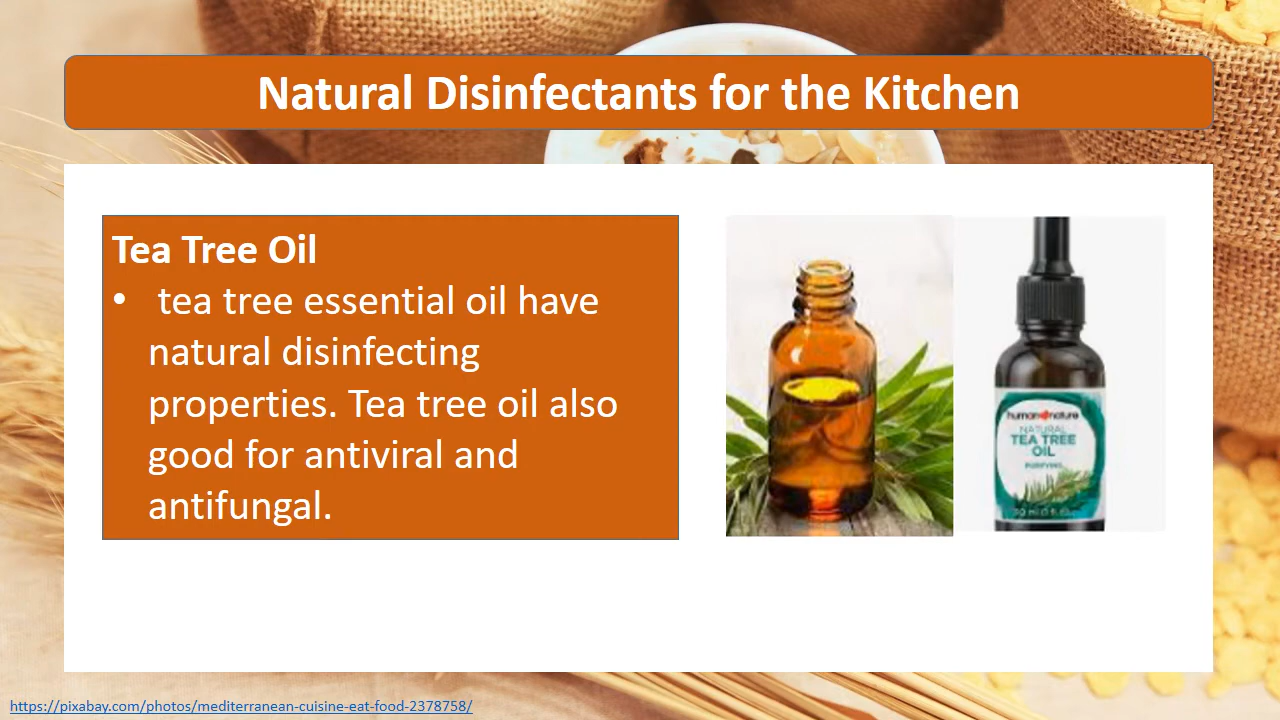 Natural Disinfectants for the Kitchen
Tea Tree Oil
• tea tree essential oil have
natural disinfecting
properties. Tea tree oil also
good for antiviral and
antifungal.
human nature
NATURAL
TEA TREE
OIL
PURIFYING
https://pixabay.com/photos/mediterranean-cuisine-eat-food-2378758/